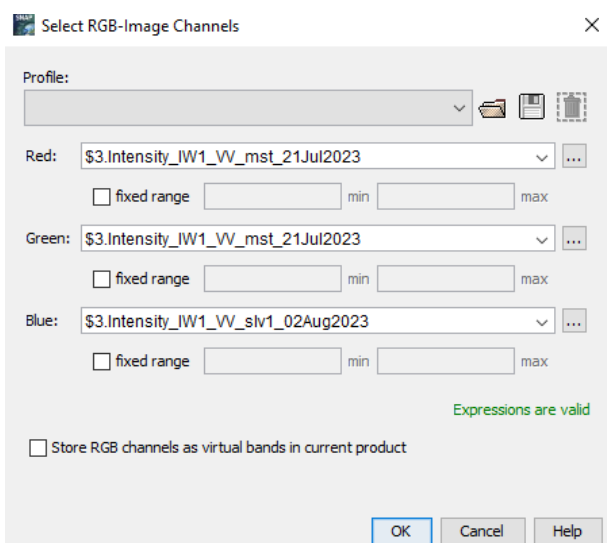 SNAP
Select RGB-Image Channels
Profile:
Red: $3.Intensity_IW1_VV_mst_21Jul2023 ...
fixed range min max
Green: $3.Intensity_IW1_VV_mst_21Jul2023 ...
fixed range min max
Blue: $3.Intensity_IW1_VV_slv1_02Aug2023 ...
fixed range min max
Expressions are valid
Store RGB channels as virtual bands in current product
OK Cancel Help